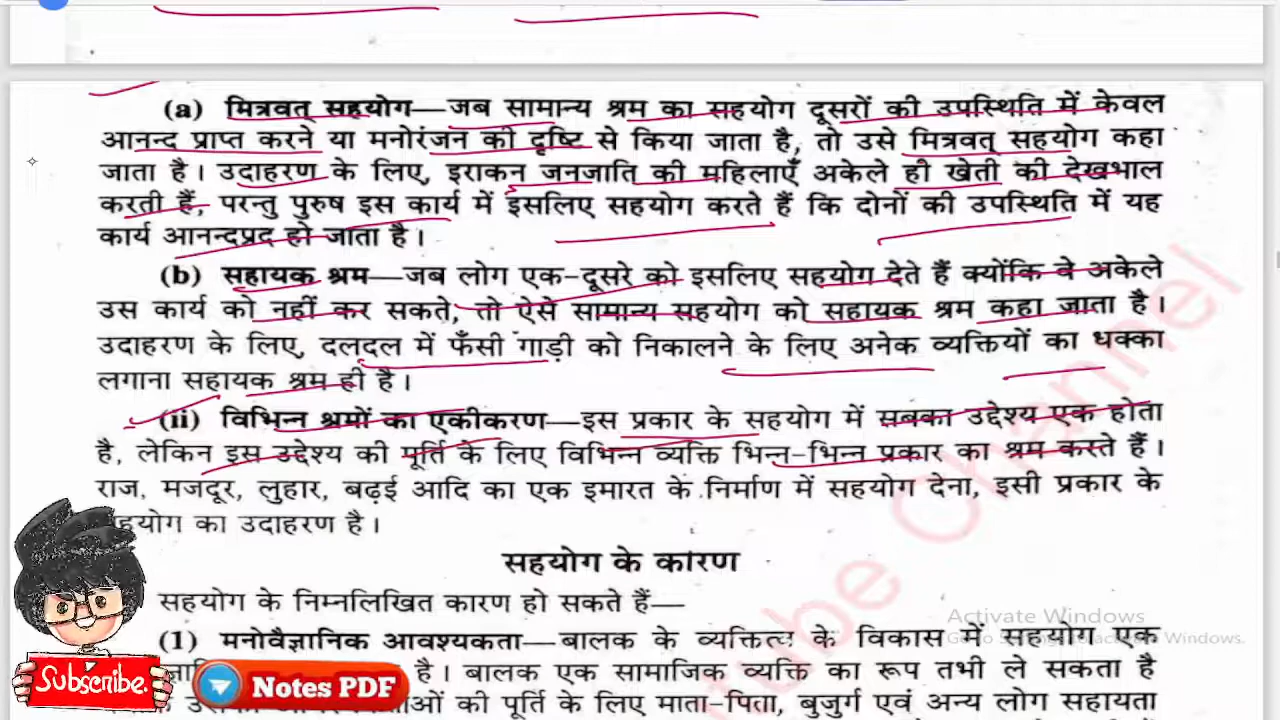 (a) मित्रवत् सहयोग—जब सामान्य श्रम का सहयोग दूसरों की उपस्थिति में केवल
आनन्द प्राप्त करने या मनोरंजन की दृष्टि से किया जाता है, तो उसे मित्रवत् सहयोग कहा
जाता है। उदाहरण के लिए, इराकन जनजाति की महिलाएँ अकेले ही खेती की देखभाल
करती हैं, परन्तु पुरुष इस कार्य में इसलिए सहयोग करते हैं कि दोनों की उपस्थिति में यह
कार्य आनन्दप्रद हो जाता है।
(b) सहायक श्रम—जब लोग एक-दूसरे को इसलिए सहयोग देते हैं क्योंकि वे अकेले
उस कार्य को नहीं कर सकते, तो ऐसे सामान्य सहयोग को सहायक श्रम कहा जाता है।
उदाहरण के लिए, दलदल में फँसी गाड़ी को निकालने के लिए अनेक व्यक्तियों का धक्का
लगाना सहायक श्रम ही है।
(ii) विभिन्न श्रमों का एकीकरण—इस प्रकार के सहयोग में सबका उद्देश्य एक होता
है, लेकिन इस उद्देश्य की पूर्ति के लिए विभिन्न व्यक्ति भिन्न-भिन्न प्रकार का श्रम करते हैं।
राज, मजदूर, लुहार, बढ़ई आदि का एक इमारत के निर्माण में सहयोग देना, इसी प्रकार के
का उदाहरण है।
सहयोग के कारण
सहयोग के निम्नलिखित कारण हो सकते हैं—
(1) मनोवैज्ञानिक आवश्यकता—बालक के व्यक्तित्व के विकास में सहयोग एक
है। बालक एक सामाजिक व्यक्ति का रूप तभी ले सकता है
की पूर्ति के लिए माता-पिता, बुजुर्ग एवं अन्य लोग सहायता
Subscribe.
Notes PDF
Activate Windows
Windows.
Channel